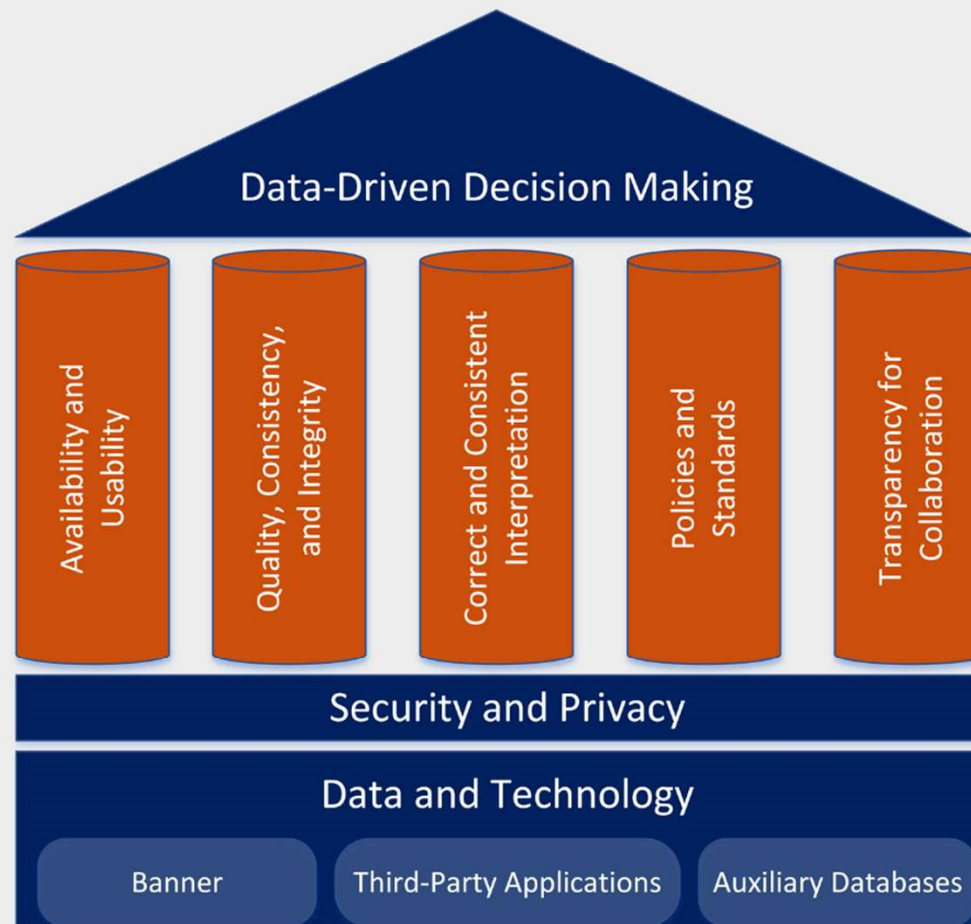 Data-Driven Decision Making
Availability and
Usability
Quality, Consistency,
and Integrity
Correct and Consistent
Interpretation
Policies and
Standards
Transparency for
Collaboration
Security and Privacy
Data and Technology
Banner
Third-Party Applications
Auxiliary Databases